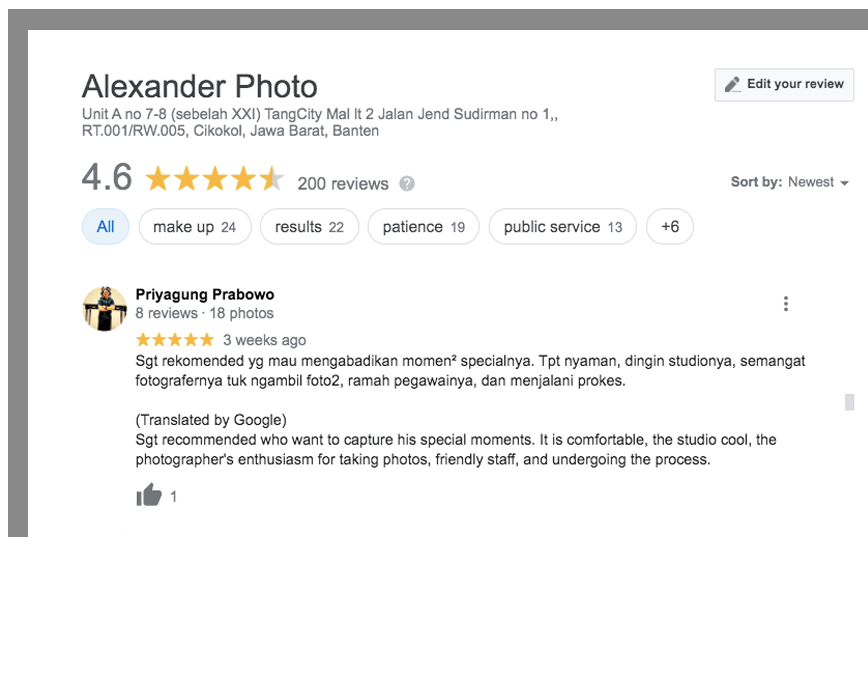 Alexander Photo
Edit your review
Unit A no 7-8 (sebelah XXI) TangCity Mal lt 2 Jalan Jend Sudirman no 1,,
RT.001/RW.005, Cikokol, Jawa Barat, Banten
4.6 200 reviews ?
Sort by: Newest
All make up 24 results 22 patience 19 public service 13 +6
Priyagung Prabowo
8 reviews · 18 photos
3 weeks ago
Sgt rekomended yg mau mengabadikan momen² specialnya. Tpt nyaman, dingin studionya, semangat
fotografernya tuk ngambil foto2, ramah pegawainya, dan menjalani prokes.
(Translated by Google)
Sgt recommended who want to capture his special moments. It is comfortable, the studio cool, the
photographer's enthusiasm for taking photos, friendly staff, and undergoing the process.
1